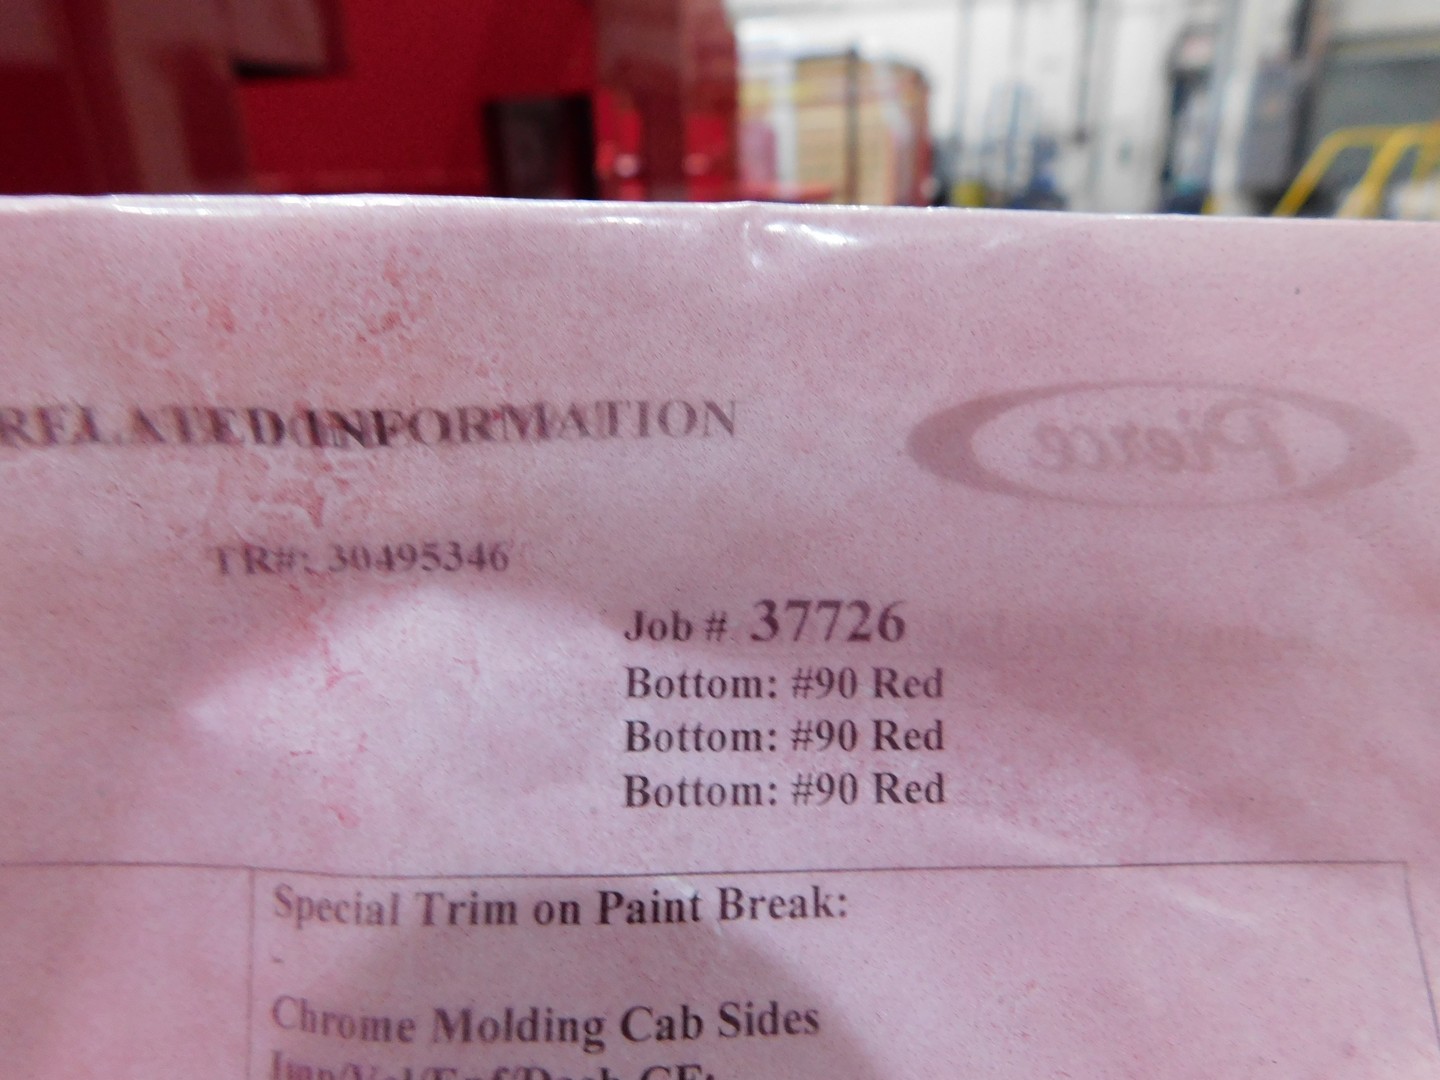 RELATED INFORMATION
Pierce
TR#: 30495346
Job # 37726
Bottom: #90 Red
Bottom: #90 Red
Bottom: #90 Red
Special Trim on Paint Break:
-
Chrome Molding Cab Sides